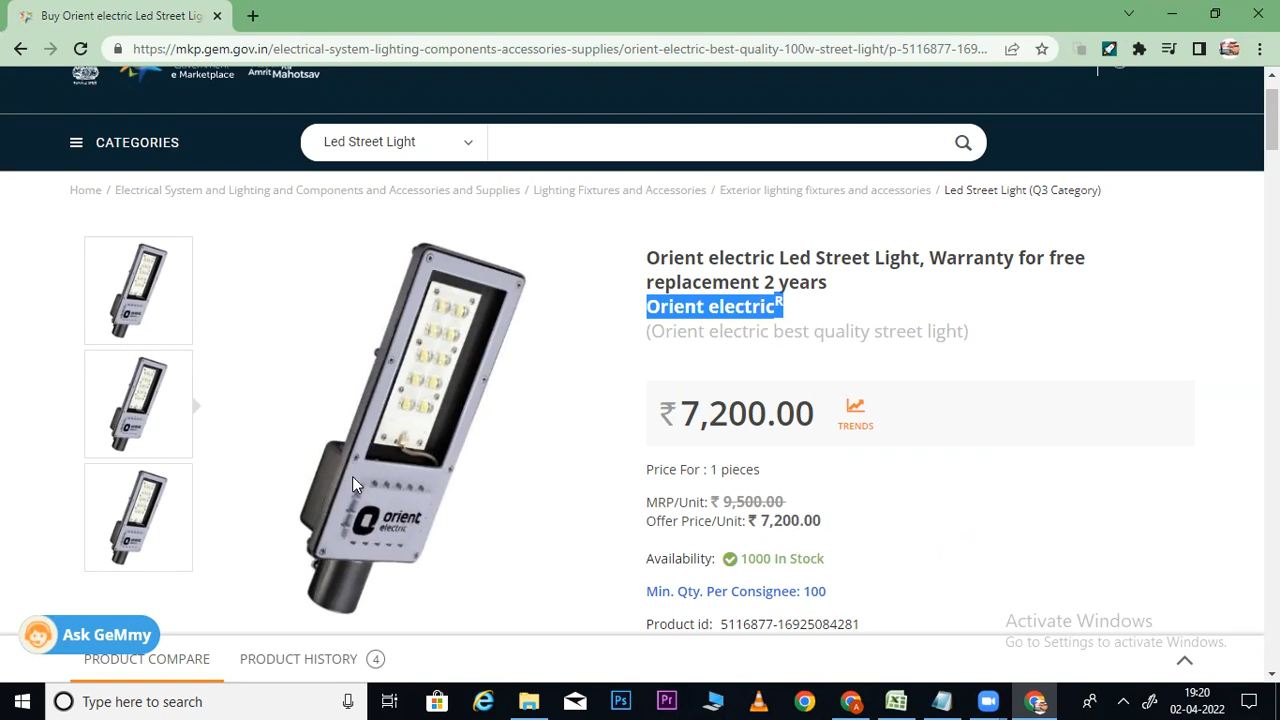 Buy Orient electric Led Street Lig
https://mkp.gem.gov.in/electrical-system-lighting-components-accessories-supplies/orient-electric-best-quality-100w-street-light/p-5116877-169...
e Marketplace
Amrit Mahotsav
CATEGORIES
Led Street Light
Home / Electrical System and Lighting and Components and Accessories and Supplies / Lighting Fixtures and Accessories / Exterior lighting fixtures and accessories / Led Street Light (Q3 Category)
Orient electric Led Street Light, Warranty for free
replacement 2 years
Orient electricR
(Orient electric best quality street light)
₹ 7,200.00
TRENDS
Price For : 1 pieces
MRP/Unit: ₹ 9,500.00
Offer Price/Unit: ₹ 7,200.00
Availability: 1000 In Stock
Min. Qty. Per Consignee: 100
Product id: 5116877-16925084281
orient
electric
Ask GeMmy
Activate Windows
Go to Settings to activate Windows.
PRODUCT COMPARE
PRODUCT HISTORY 4
Type here to search
19:20
02-04-2022